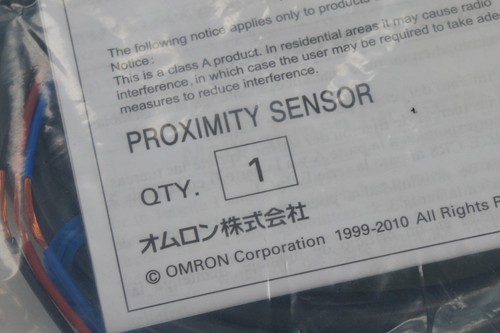 The following notice applies only to products
Notice:
This is a class A product. In residential areas it may cause radio
interference, in which case the user may be required to take ade
measures to reduce interference.
PROXIMITY SENSOR
QTY. 1
オムロン株式会社
© OMRON Corporation 1999-2010 All Rights R